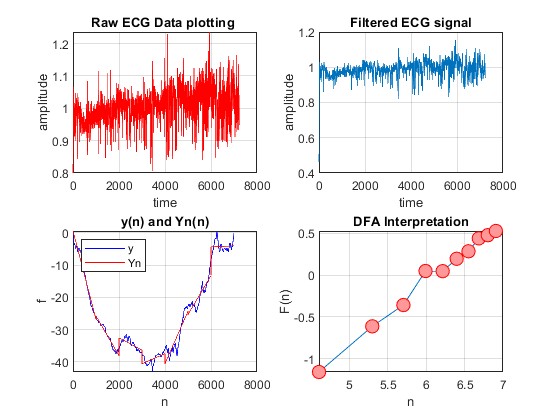 Raw ECG Data plotting
1.2
1.1
1
0.9
0.8
amplitude
0 2000 4000 6000 8000
time
Filtered ECG signal
1.2
1
0.8
0.6
0.4
amplitude
0 2000 4000 6000 8000
time
y(n) and Yn(n)
y
Yn
0
-10
-20
-30
-40
f
0 2000 4000 6000 8000
n
DFA Interpretation
0.5
0
-0.5
-1
F(n)
5 5.5 6 6.5 7
n